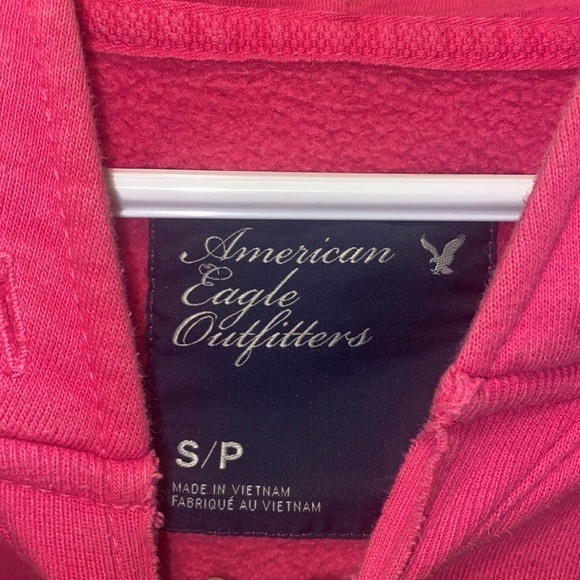 American
Eagle
Outfitters
S/P
MADE IN VIETNAM
FABRIQUÉ AU VIETNAM